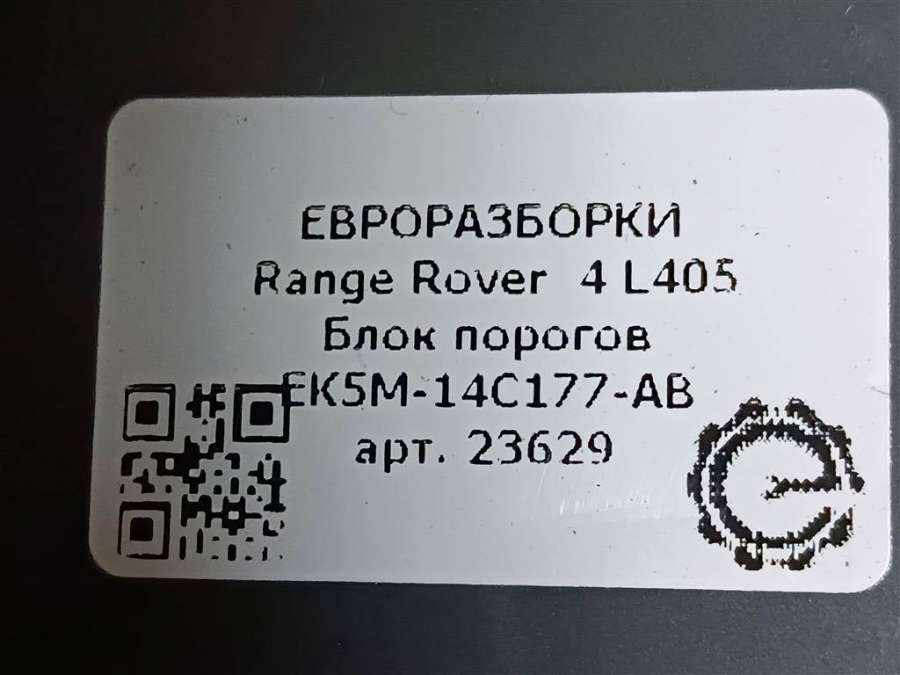 ЕВРОРАЗБОРКИ
Range Rover 4 L405
Блок порогов
EK5M-14C177-AB
арт. 23629